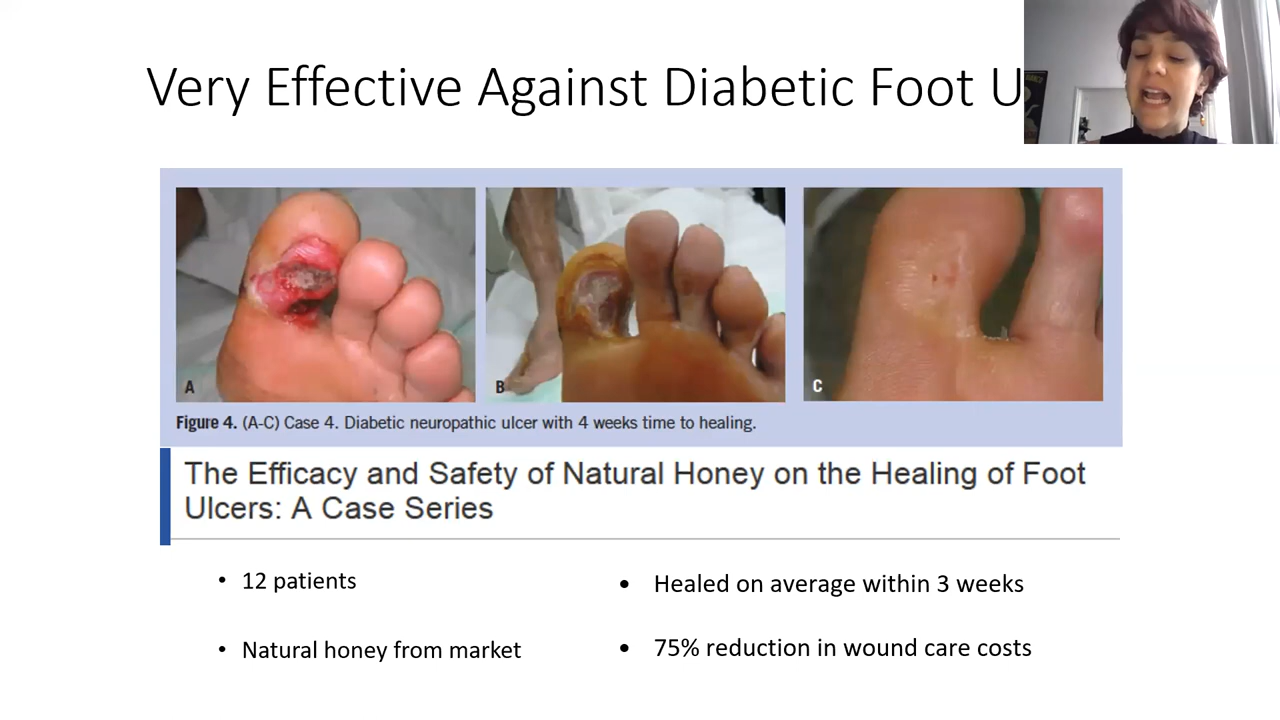 Very Effective Against Diabetic Foot U
A
B
C
Figure 4. (A-C) Case 4. Diabetic neuropathic ulcer with 4 weeks time to healing.
The Efficacy and Safety of Natural Honey on the Healing of Foot
Ulcers: A Case Series
• 12 patients
• Natural honey from market
• Healed on average within 3 weeks
• 75% reduction in wound care costs